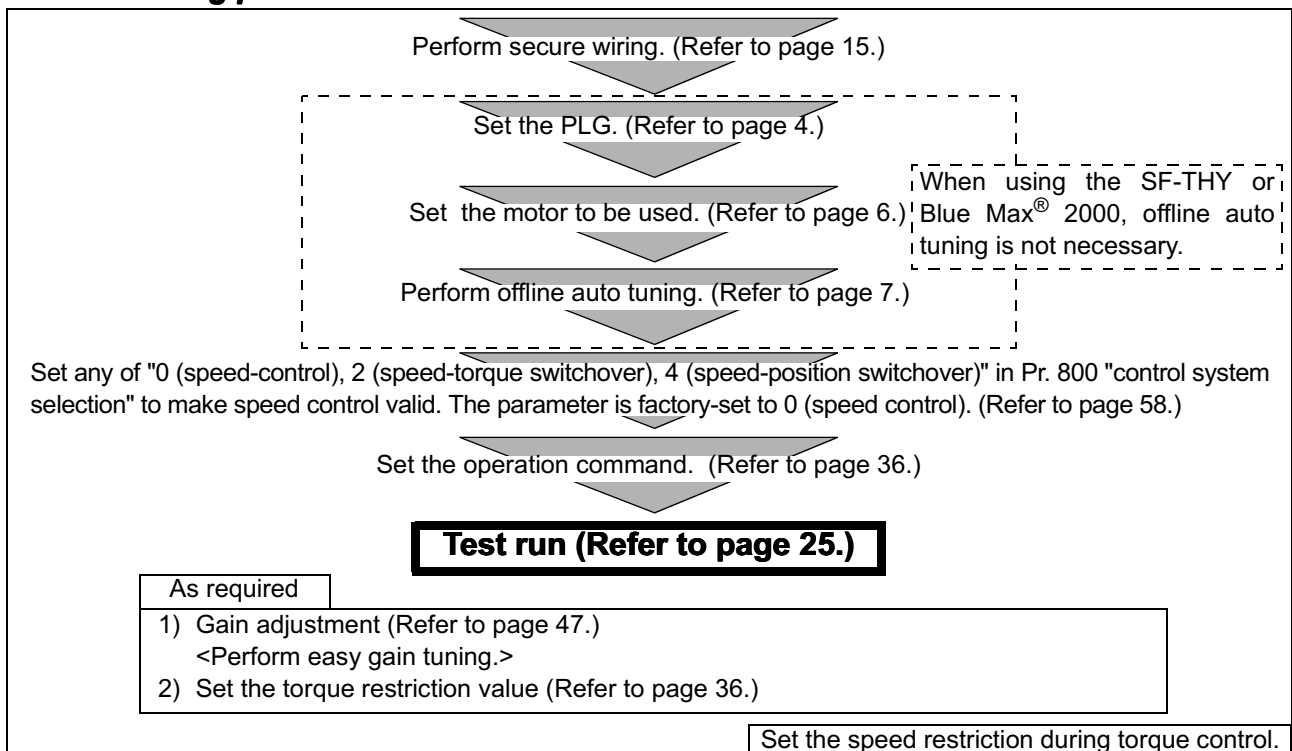 Perform secure wiring. (Refer to page 15.)
Set the PLG. (Refer to page 4.)
Set the motor to be used. (Refer to page 6.)
When using the SF-THY or
Blue Max® 2000, offline auto
tuning is not necessary.
Perform offline auto tuning. (Refer to page 7.)
Set any of "0 (speed-control), 2 (speed-torque switchover), 4 (speed-position switchover)" in Pr. 800 "control system
selection" to make speed control valid. The parameter is factory-set to 0 (speed control). (Refer to page 58.)
Set the operation command. (Refer to page 36.)
Test run (Refer to page 25.)
As required
1) Gain adjustment (Refer to page 47.)
<Perform easy gain tuning.>
2) Set the torque restriction value (Refer to page 36.)
Set the speed restriction during torque control.